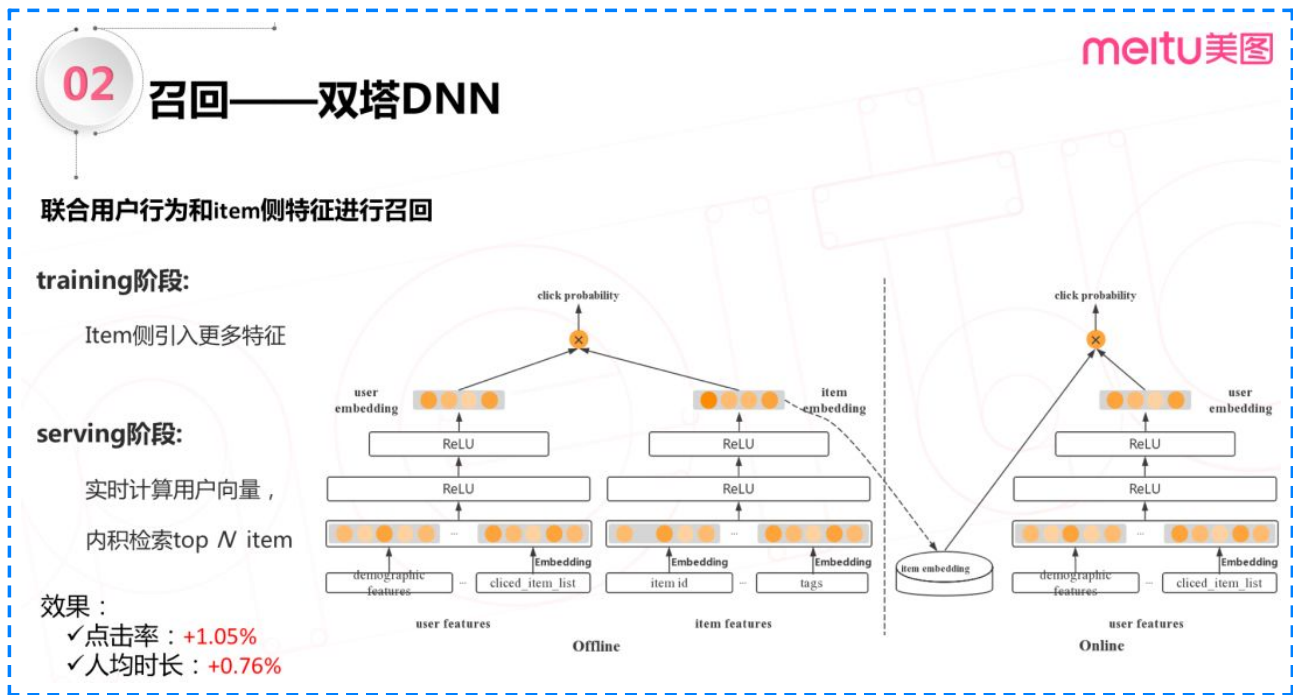 02
召回——双塔DNN
meitu美图
联合用户行为和item侧特征进行召回
training阶段:
Item侧引入更多特征
serving阶段:
实时计算用户向量，
内积检索top N item
效果：
✓点击率：+1.05%
✓人均时长：+0.76%
click probability
×
user
embedding
item
embedding
ReLU
ReLU
ReLU
ReLU
...
...
Embedding
Embedding
Embedding
demographic
features
...
cliced_item_list
item id
...
tags
user features
item features
Offline
click probability
×
user
embedding
ReLU
ReLU
...
item embedding
Embedding
demographic
features
...
cliced_item_list
user features
Online